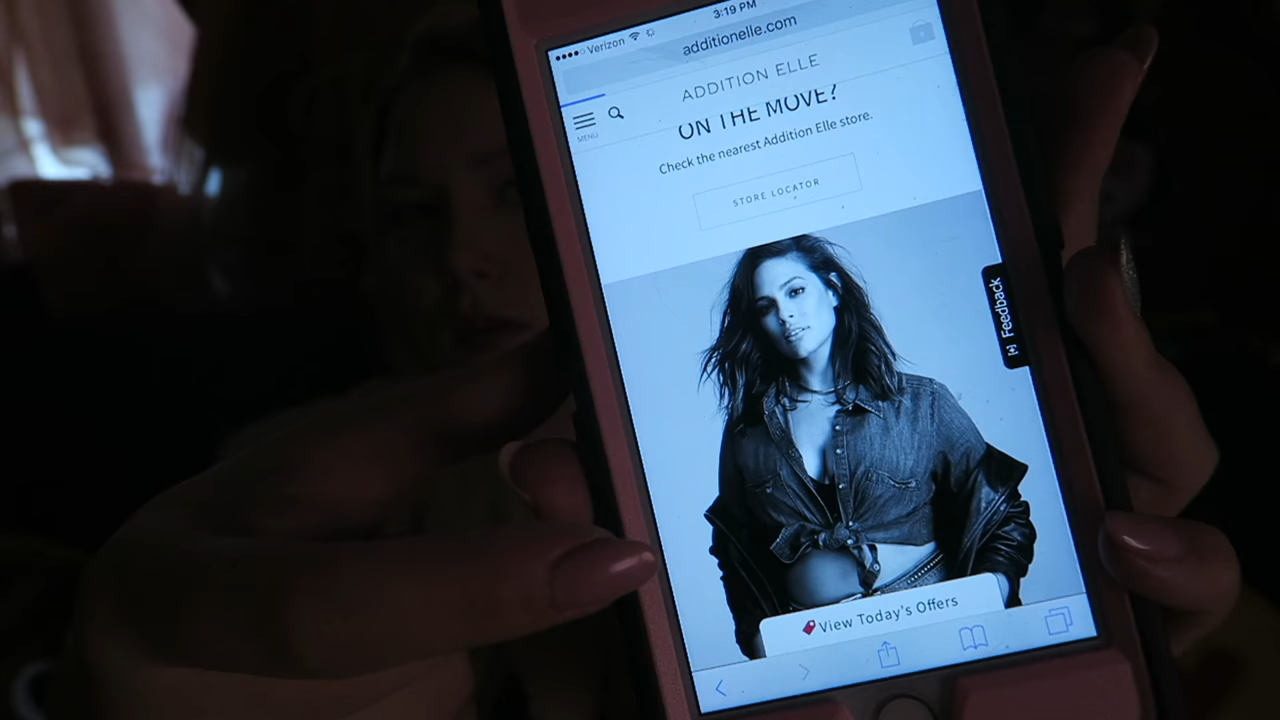 3:19 PM
Verizon
additionelle.com
ADDITION ELLE
MENU
ON THE MOVE?
Check the nearest Addition Elle store.
STORE LOCATOR
Feedback
View Today's Offers